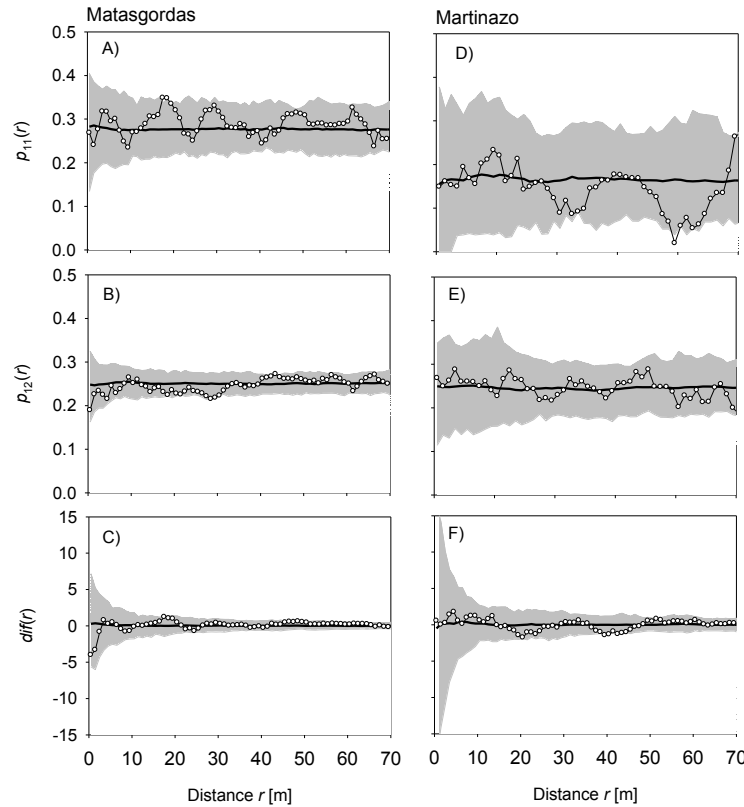 Matasgordas
Martinazo
A)
D)
0.5
0.4
0.3
0.2
0.1
0.0
p11(r)
B)
E)
0.5
0.4
0.3
0.2
0.1
0.0
p12(r)
C)
F)
15
10
5
0
-5
-10
-15
dif(r)
0 10 20 30 40 50 60 70
0 10 20 30 40 50 60 70
Distance r [m]
Distance r [m]